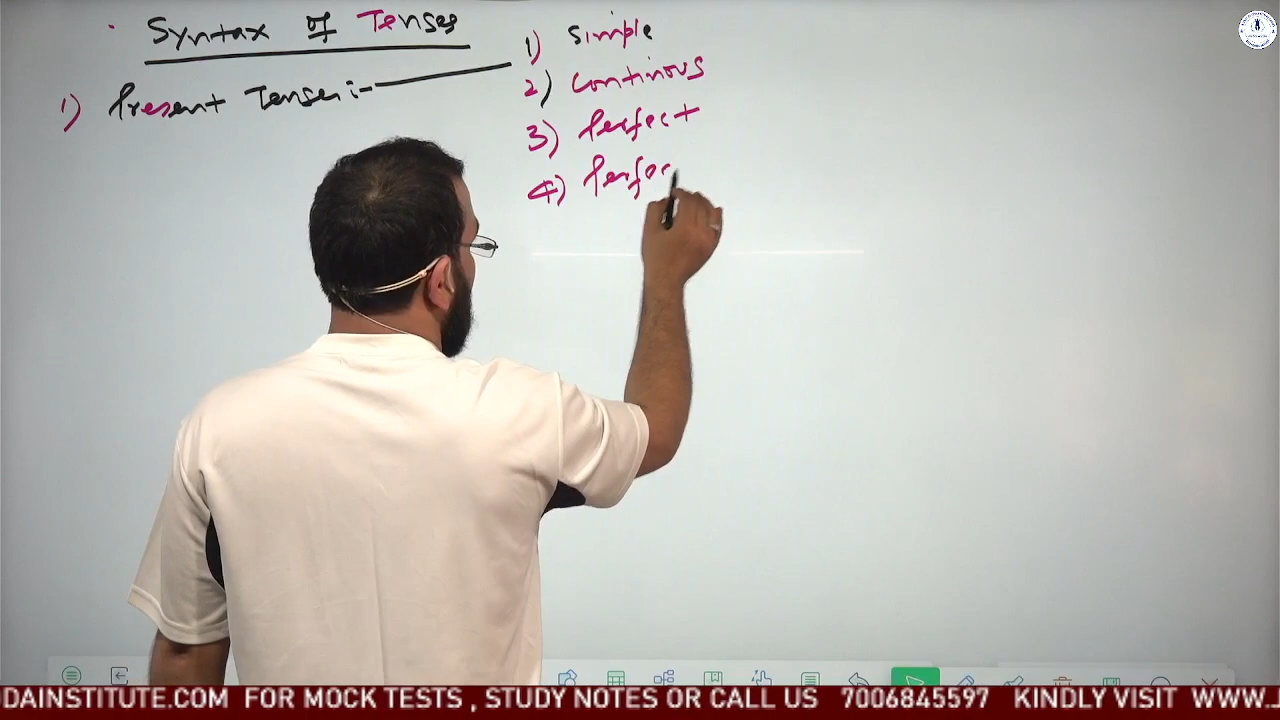 Syntax of Tenses
1) Present Tense :-
1) Simple
2) Continous
3) Perfect
4) Perfec
DAINSTITUTE.COM FOR MOCK TESTS , STUDY NOTES OR CALL US 7006845597 KINDLY VISIT WWW.